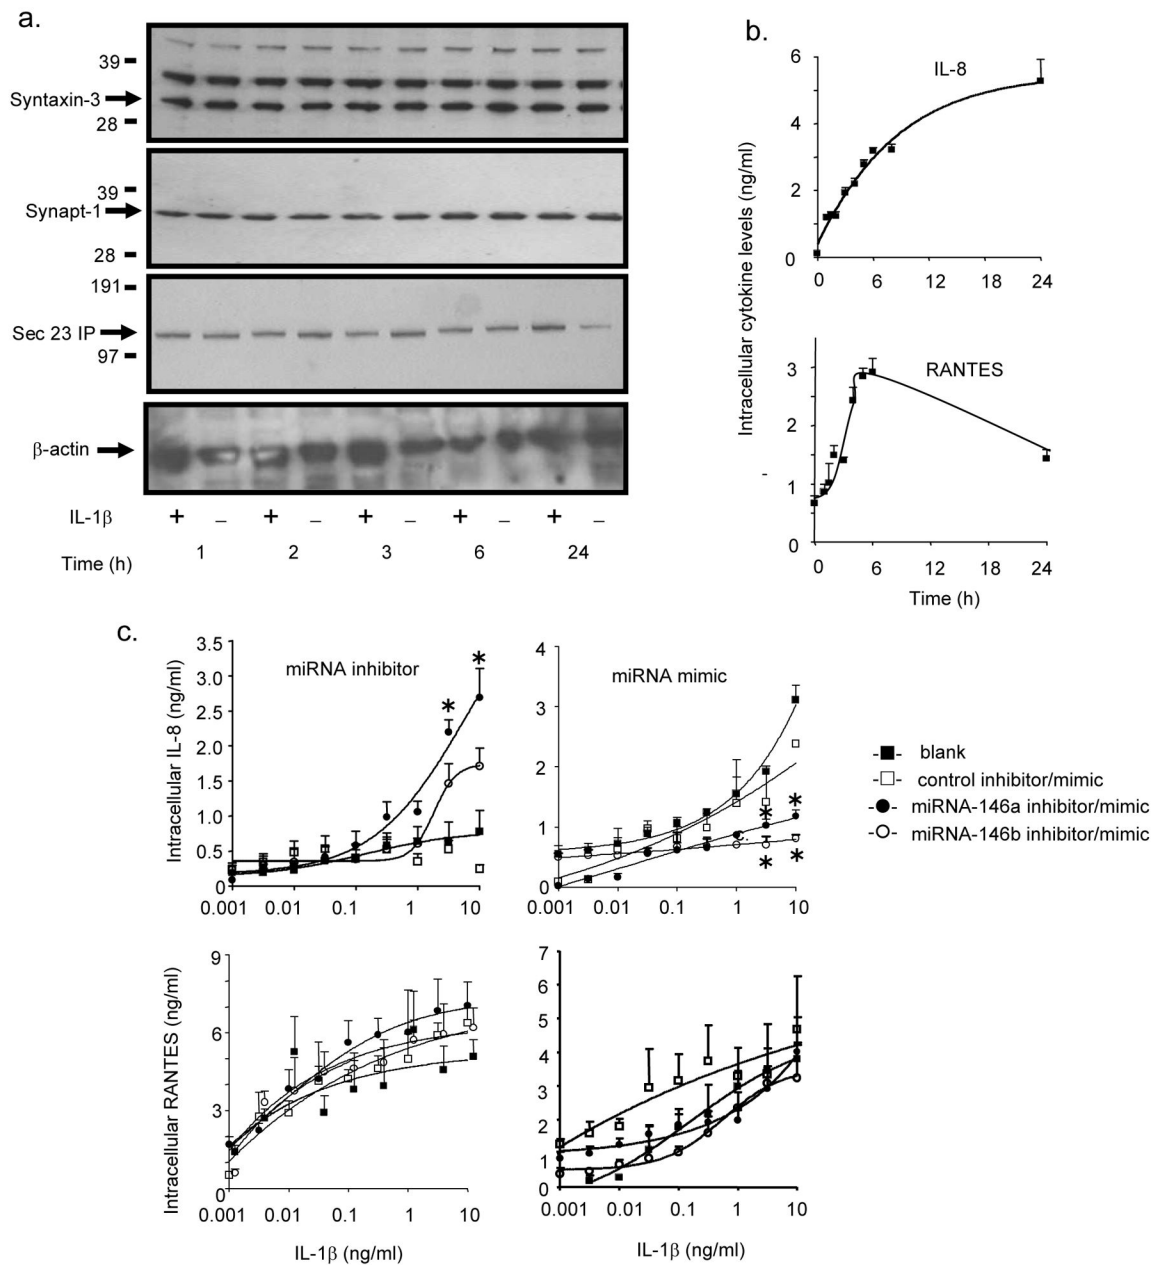 a.
39
Syntaxin-3
28
39
Synapt-1
28
191
Sec 23 IP
97
β-actin
IL-1β + – + – + – + – + –
Time (h) 1 2 3 6 24
b.
Intracellular cytokine levels (ng/ml)
6
4
2
0
IL-8
0 6 12 18 24
3
2
1
0
RANTES
0 6 12 18 24
Time (h)
c.
Intracellular IL-8 (ng/ml)
3.5
3.0
2.5
2.0
1.5
1.0
0.5
0
miRNA inhibitor
* *
0.001 0.01 0.1 1 10
4
3
2
1
0
miRNA mimic
* *
* *
0.001 0.01 0.1 1 10
-■- blank
-□- control inhibitor/mimic
-●- miRNA-146a inhibitor/mimic
-○- miRNA-146b inhibitor/mimic
Intracellular RANTES (ng/ml)
9
6
3
0
0.001 0.01 0.1 1 10
IL-1β (ng/ml)
7
6
5
4
3
2
1
0
0.001 0.01 0.1 1 10
IL-1β (ng/ml)